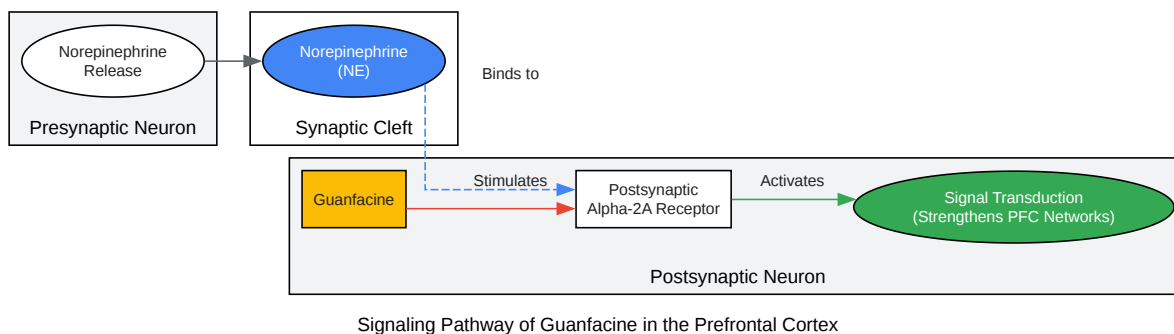 Norepinephrine
Release
Presynaptic Neuron
Norepinephrine
(NE)
Synaptic Cleft
Binds to
Guanfacine
Stimulates
Postsynaptic
Alpha-2A Receptor
Activates
Signal Transduction
(Strengthens PFC Networks)
Postsynaptic Neuron
Signaling Pathway of Guanfacine in the Prefrontal Cortex